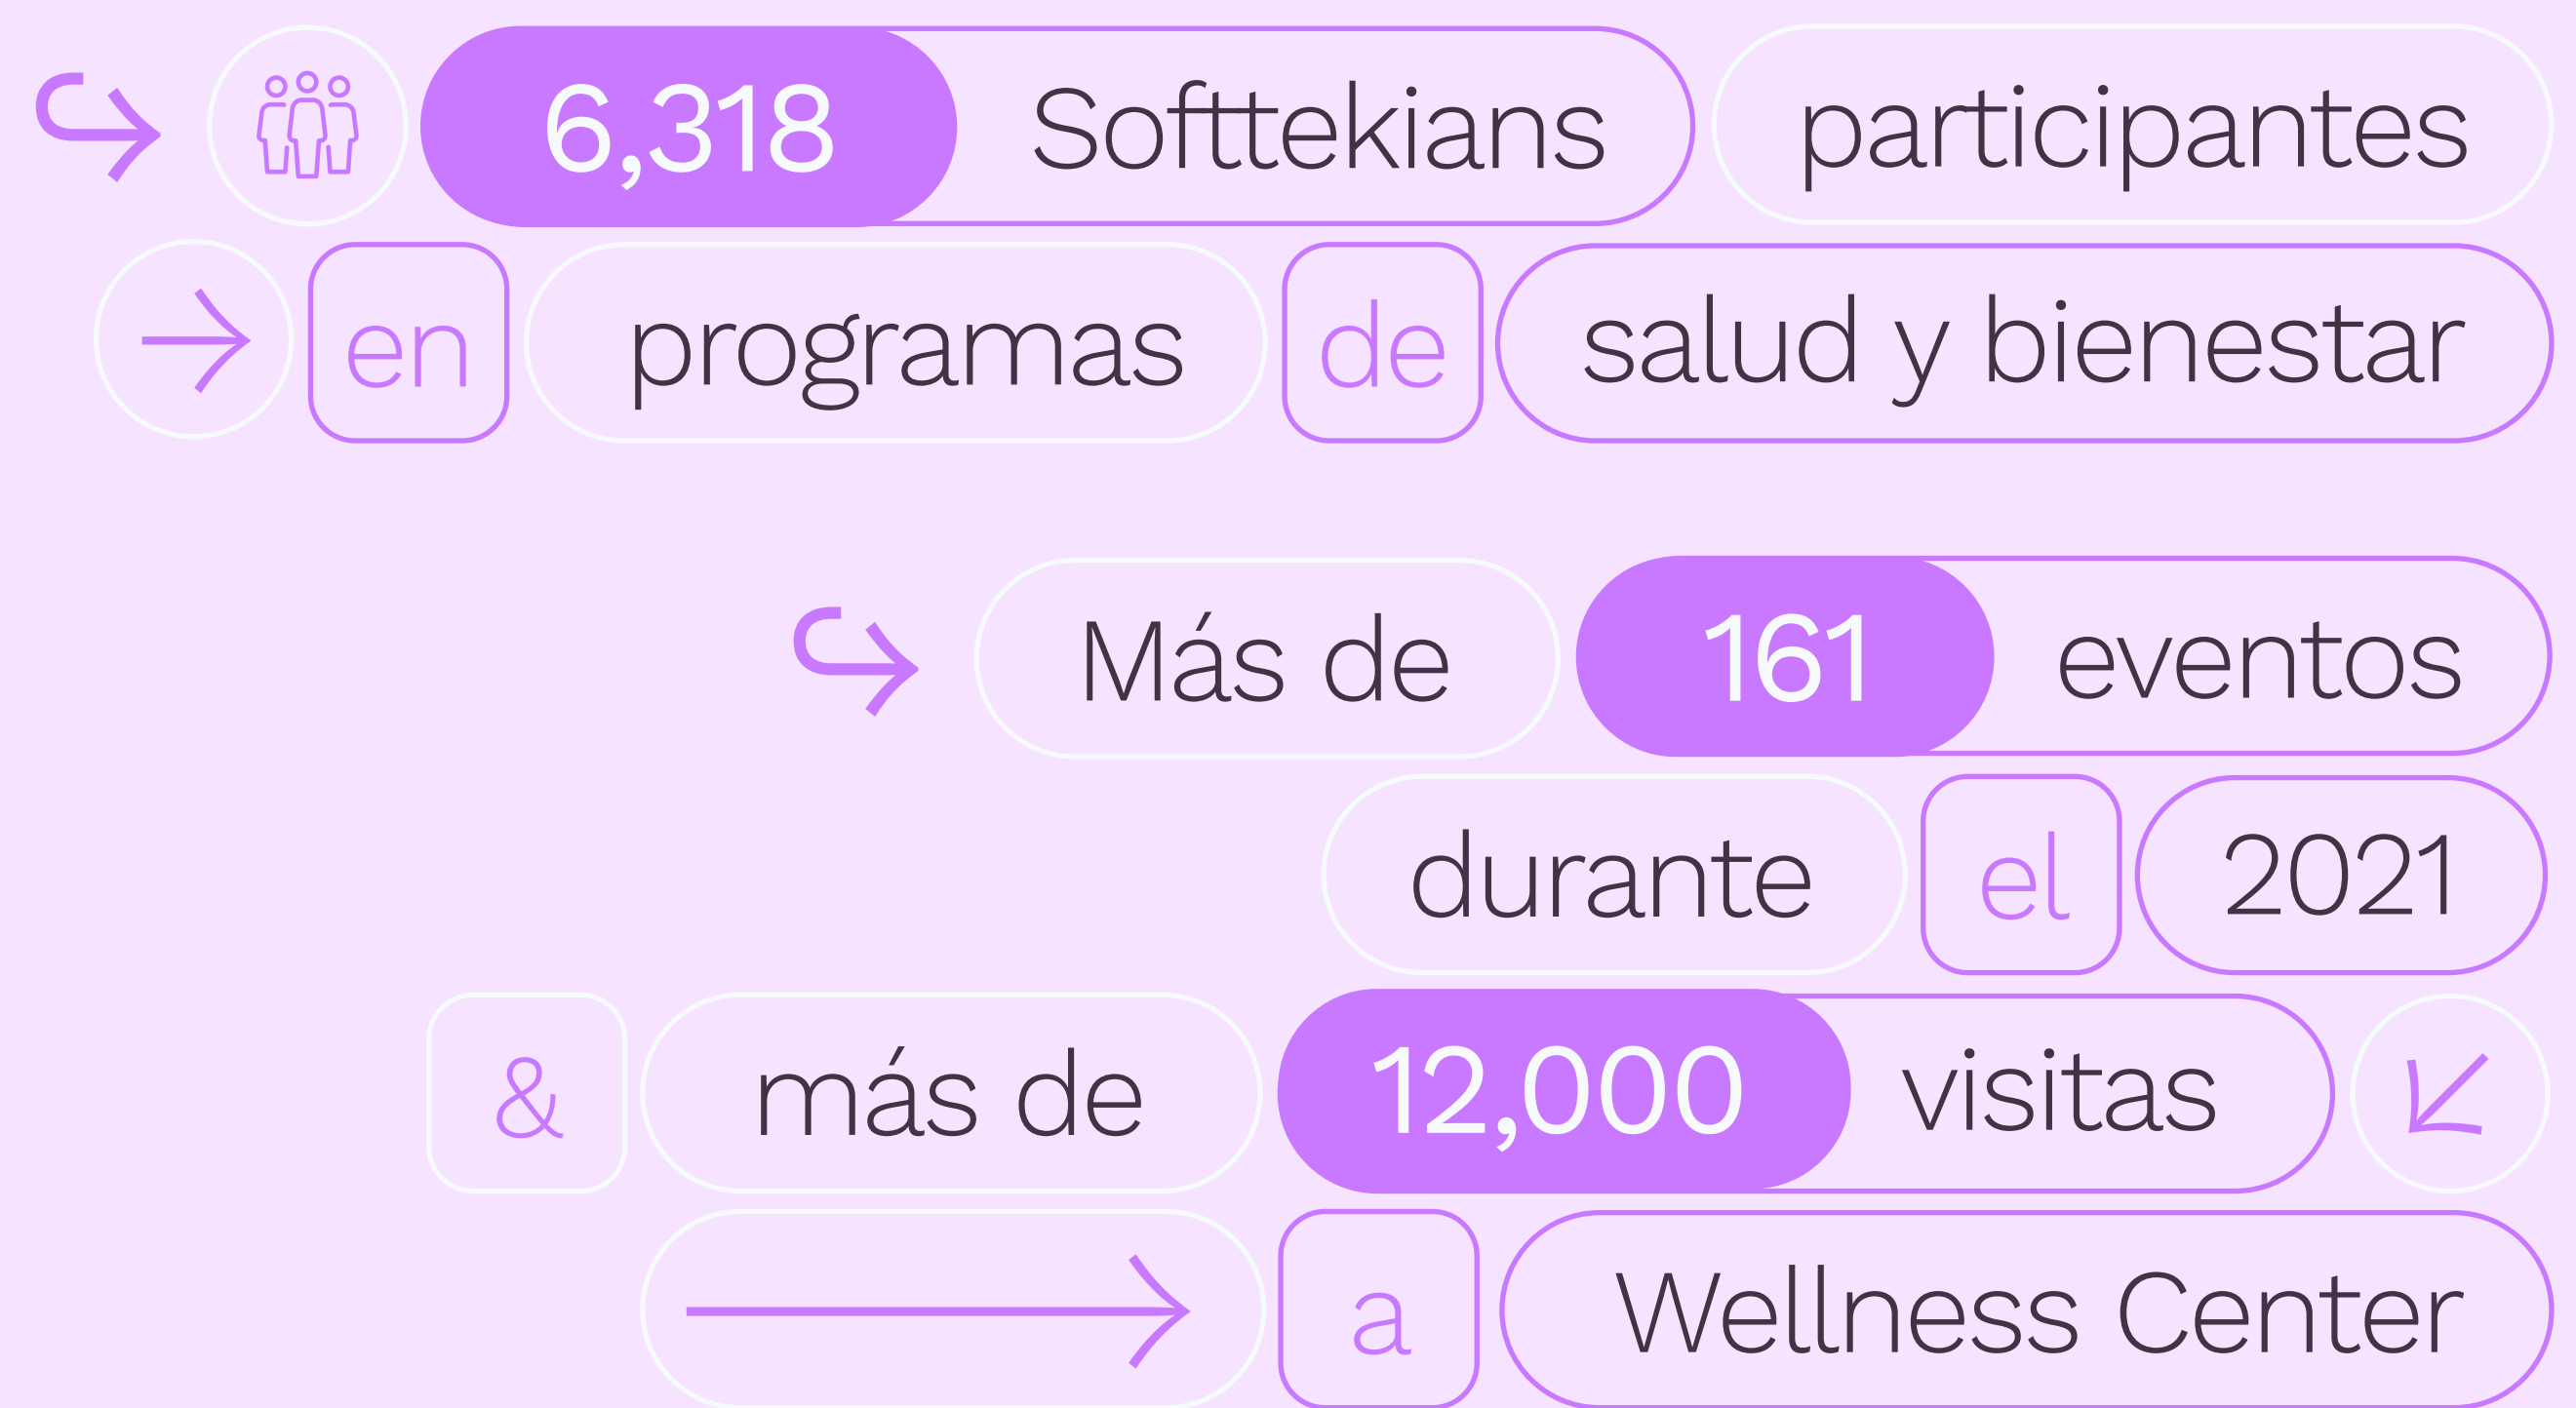 6,318 Softtekians participantes
en programas de salud y bienestar
Más de 161 eventos
durante el 2021
& más de 12,000 visitas
a Wellness Center